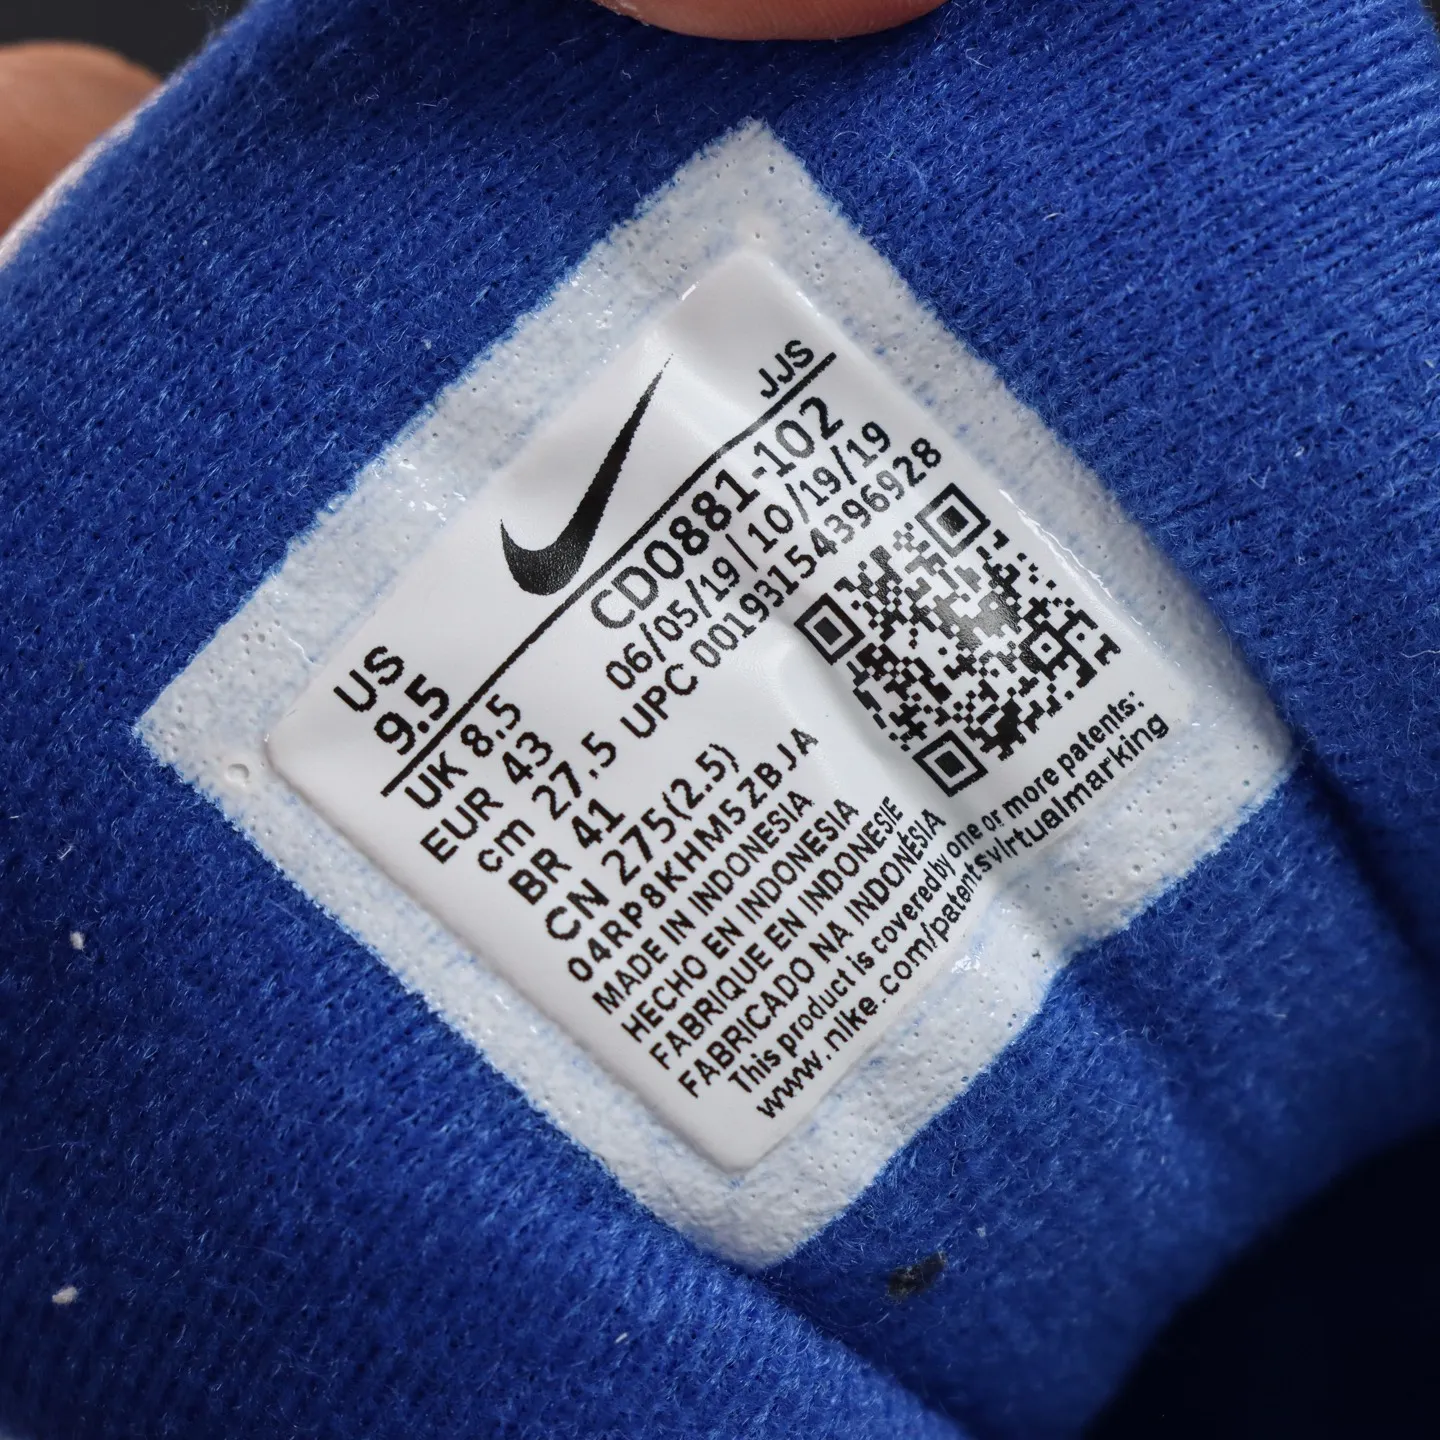 JJS
US
9.5
CD0881-102
UK 8.5
06/05/19/10/19/19
EUR 43
UPC 00193154396928
cm 27.5
BR 41
CN 275(2.5)
04RP8KHM5ZBJA
MADE IN INDONESIA
HECHO EN INDONESIA
FABRIQUE EN INDONESIE
FABRICADO NA INDONÉSIA
This product is covered by one or more patents:
www.nike.com/patentsvirtualmarking